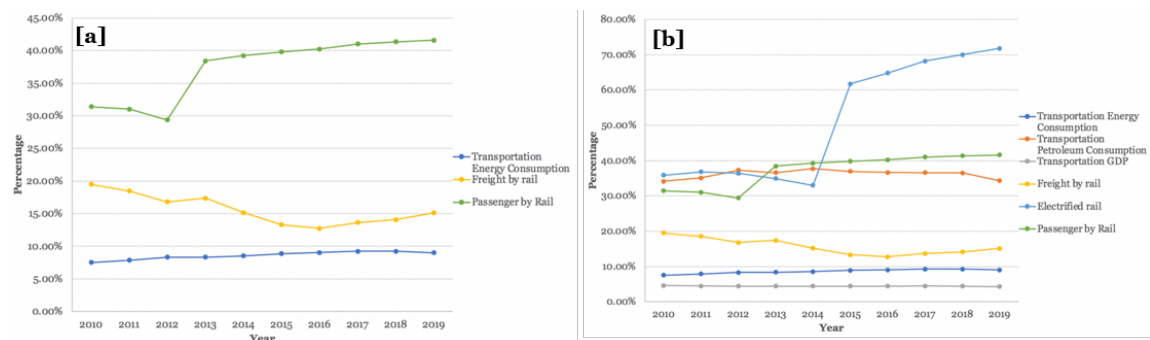 [a]
45.00%
40.00%
35.00%
30.00%
25.00%
20.00%
15.00%
10.00%
5.00%
0.00%
Percentage
2010 2011 2012 2013 2014 2015 2016 2017 2018 2019
Year
Transportation
Energy Consumption
Freight by rail
Passenger by Rail
[b]
80.00%
70.00%
60.00%
50.00%
40.00%
30.00%
20.00%
10.00%
0.00%
Percentage
2010 2011 2012 2013 2014 2015 2016 2017 2018 2019
Year
Transportation Energy
Consumption
Transportation
Petroleum Consumption
Transportation GDP
Freight by rail
Electrified rail
Passenger by Rail